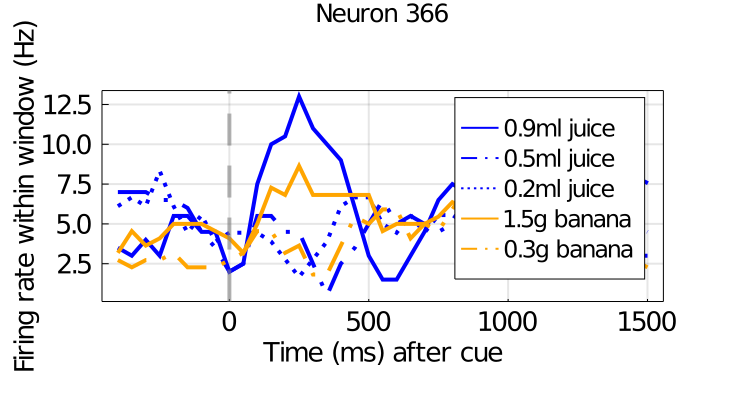 Neuron 366
Firing rate within window (Hz)
12.5
10.0
7.5
5.0
2.5
0.9ml juice
0.5ml juice
0.2ml juice
1.5g banana
0.3g banana
0 500 1000 1500
Time (ms) after cue